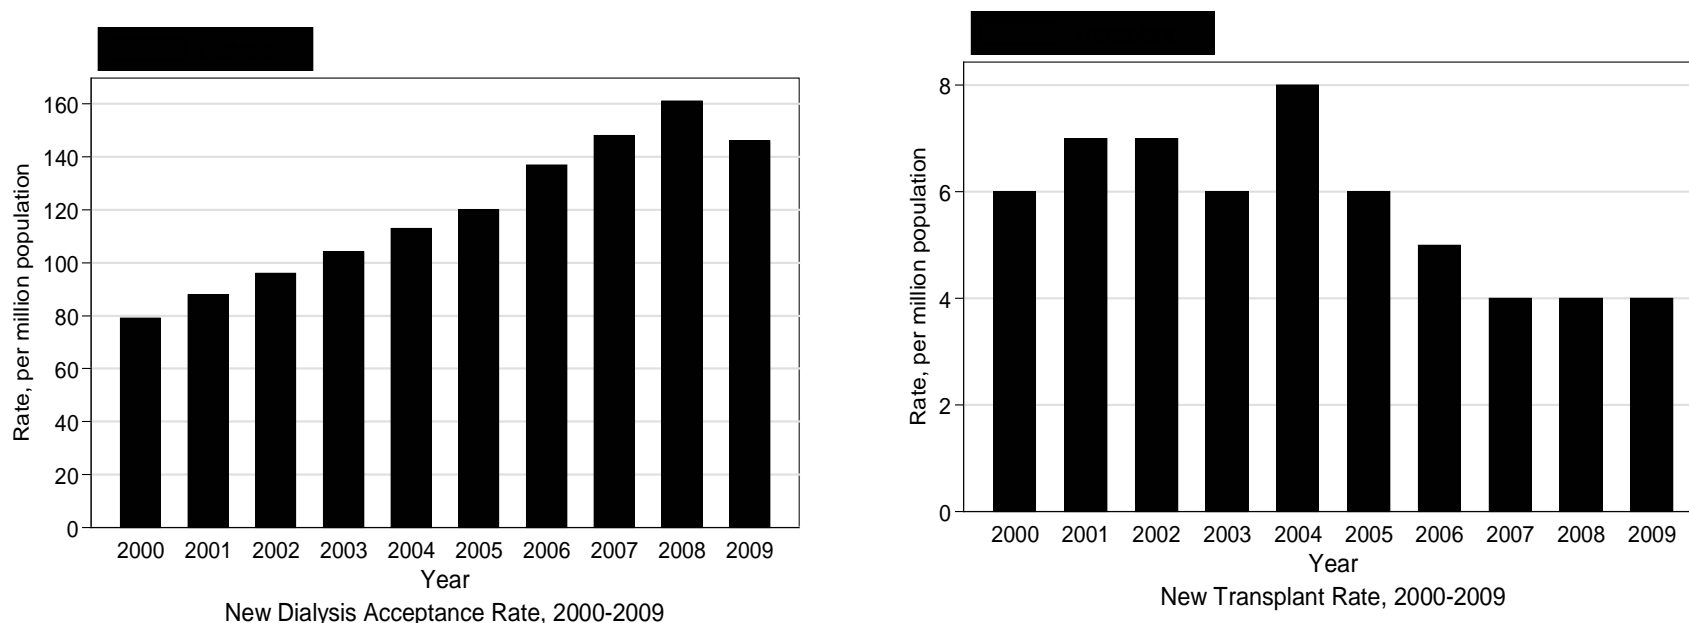 Rate, per million population
160
140
120
100
80
60
40
20
0
2000 2001 2002 2003 2004 2005 2006 2007 2008 2009
Year
New Dialysis Acceptance Rate, 2000-2009
Rate, per million population
8
6
4
2
0
2000 2001 2002 2003 2004 2005 2006 2007 2008 2009
Year
New Transplant Rate, 2000-2009